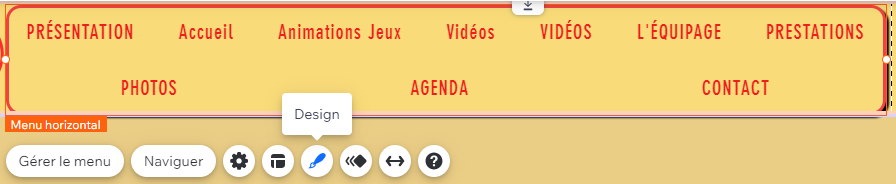 PRÉSENTATION Accueil Animations Jeux Vidéos VIDÉOS L'ÉQUIPAGE PRESTATIONS
PHOTOS AGENDA CONTACT
Menu horizontal
Design
Gérer le menu Naviguer